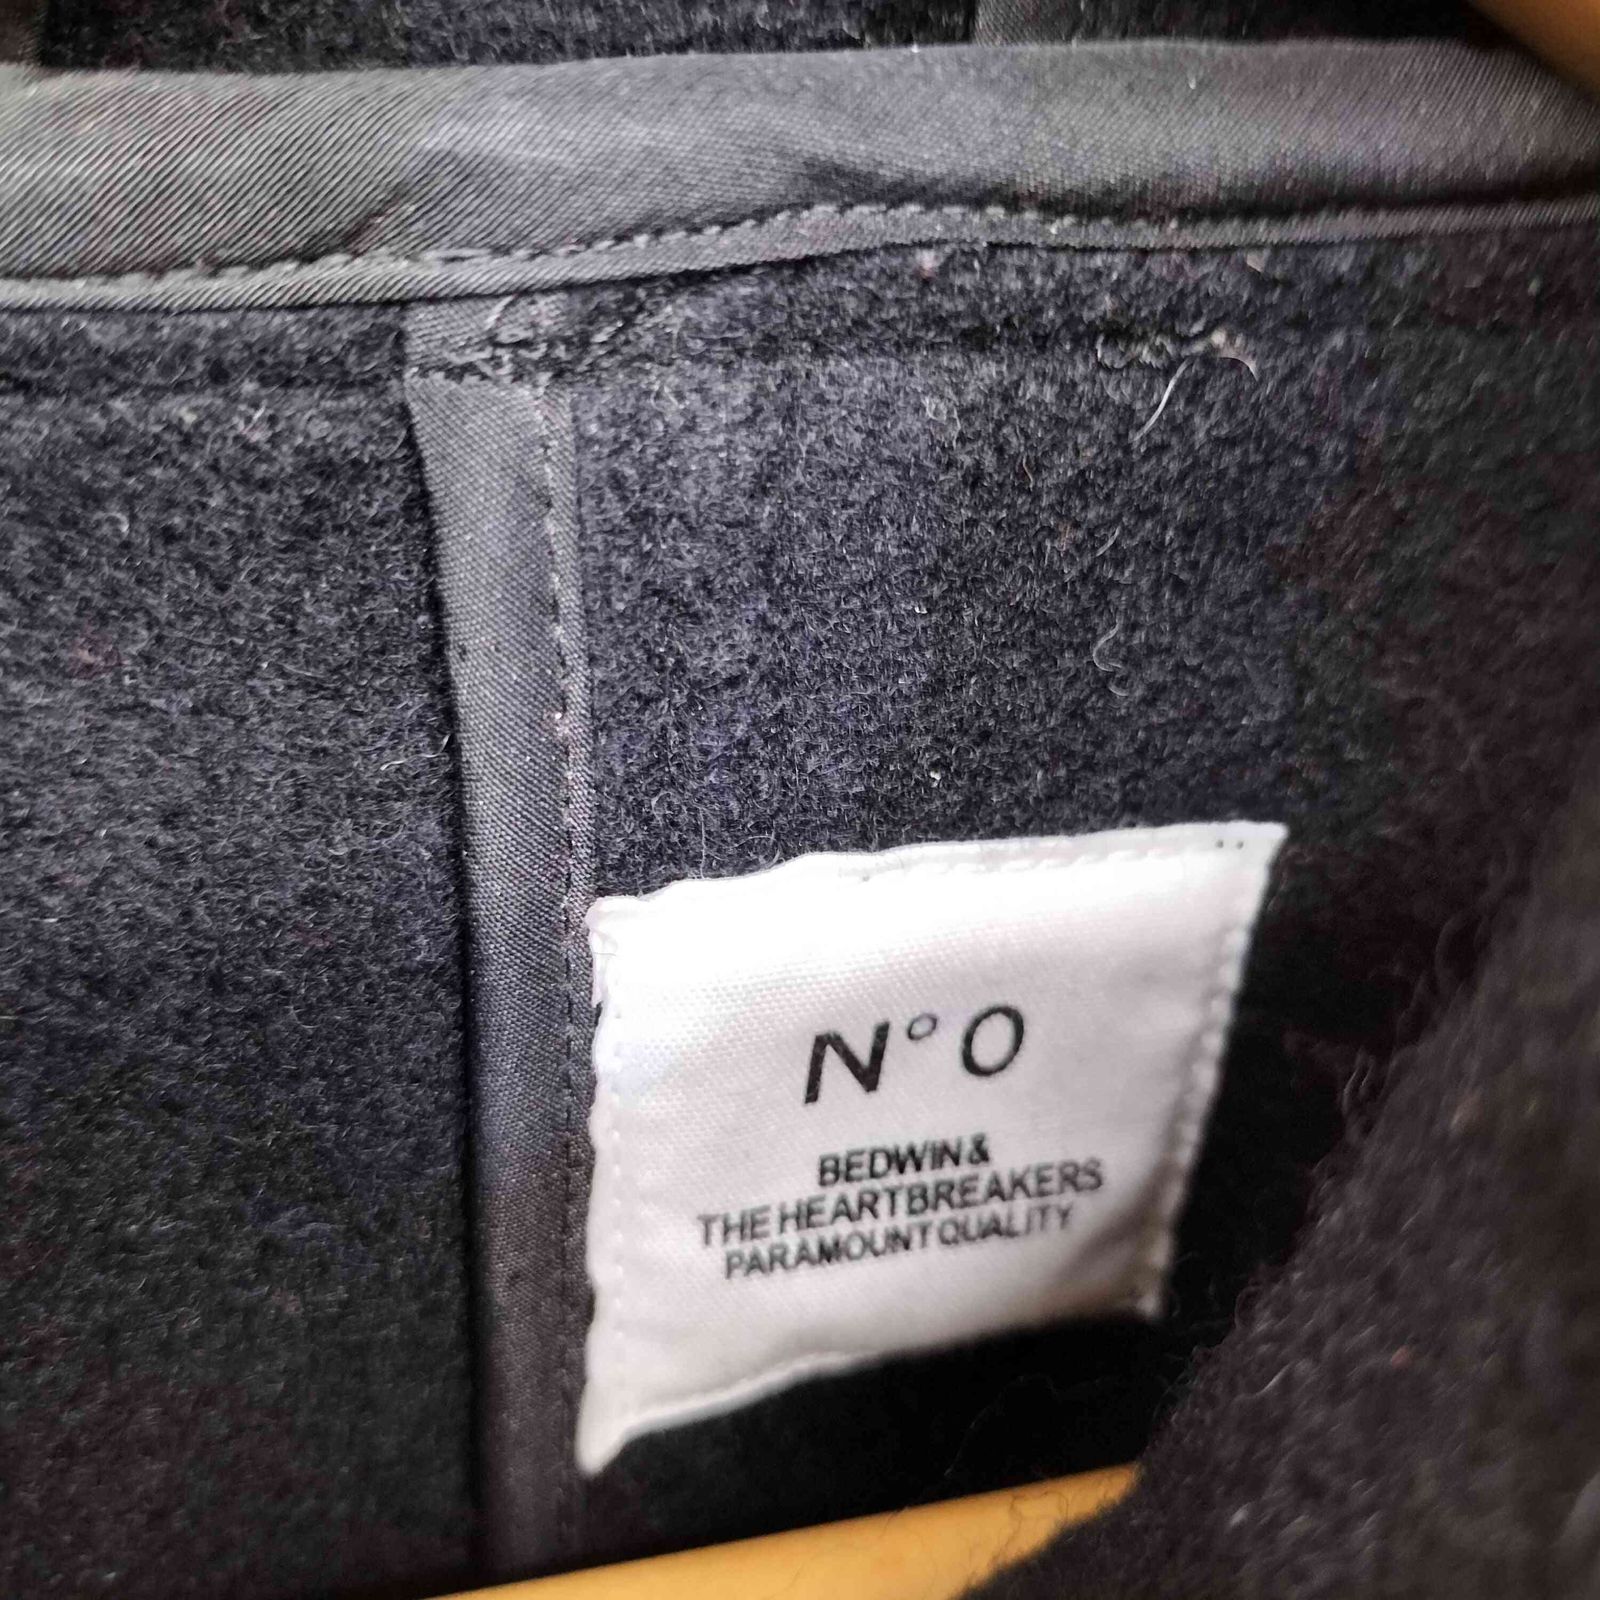 N° 0
BEDWIN &
THE HEARTBREAKERS
PARAMOUNT QUALITY